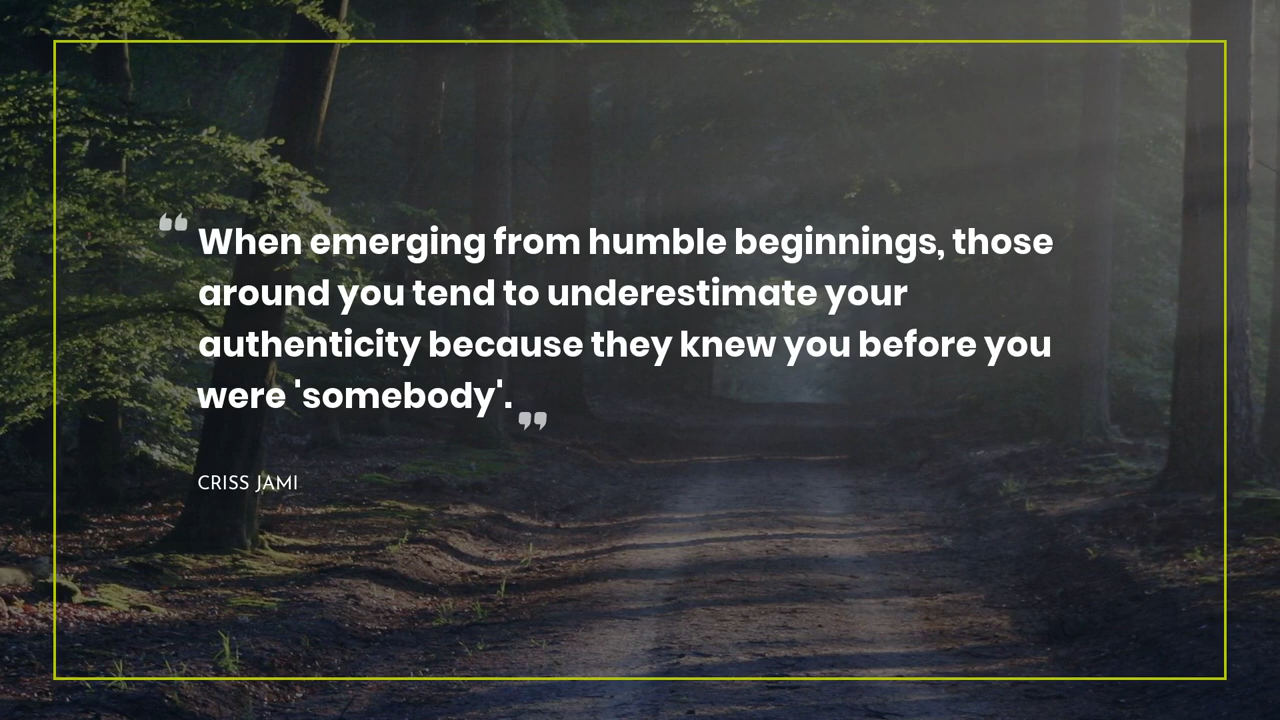 “ When emerging from humble beginnings, those
around you tend to underestimate your
authenticity because they knew you before you
were 'somebody'. ”
CRISS JAMI